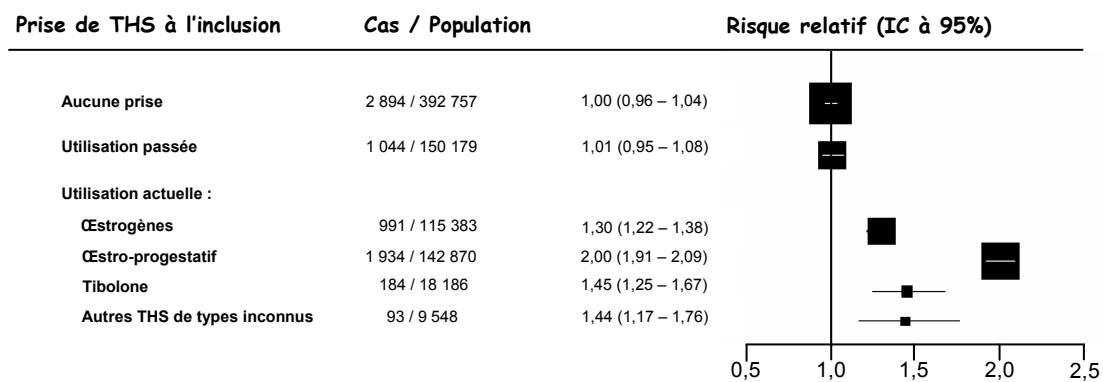 Prise de THS à l'inclusion Cas / Population Risque relatif (IC à 95%)
Aucune prise 2 894 / 392 757 1,00 (0,96 – 1,04)
Utilisation passée 1 044 / 150 179 1,01 (0,95 – 1,08)
Utilisation actuelle :
Œstrogènes 991 / 115 383 1,30 (1,22 – 1,38)
Œstro-progestatif 1 934 / 142 870 2,00 (1,91 – 2,09)
Tibolone 184 / 18 186 1,45 (1,25 – 1,67)
Autres THS de types inconnus 93 / 9 548 1,44 (1,17 – 1,76)
0,5 1,0 1,5 2,0 2,5